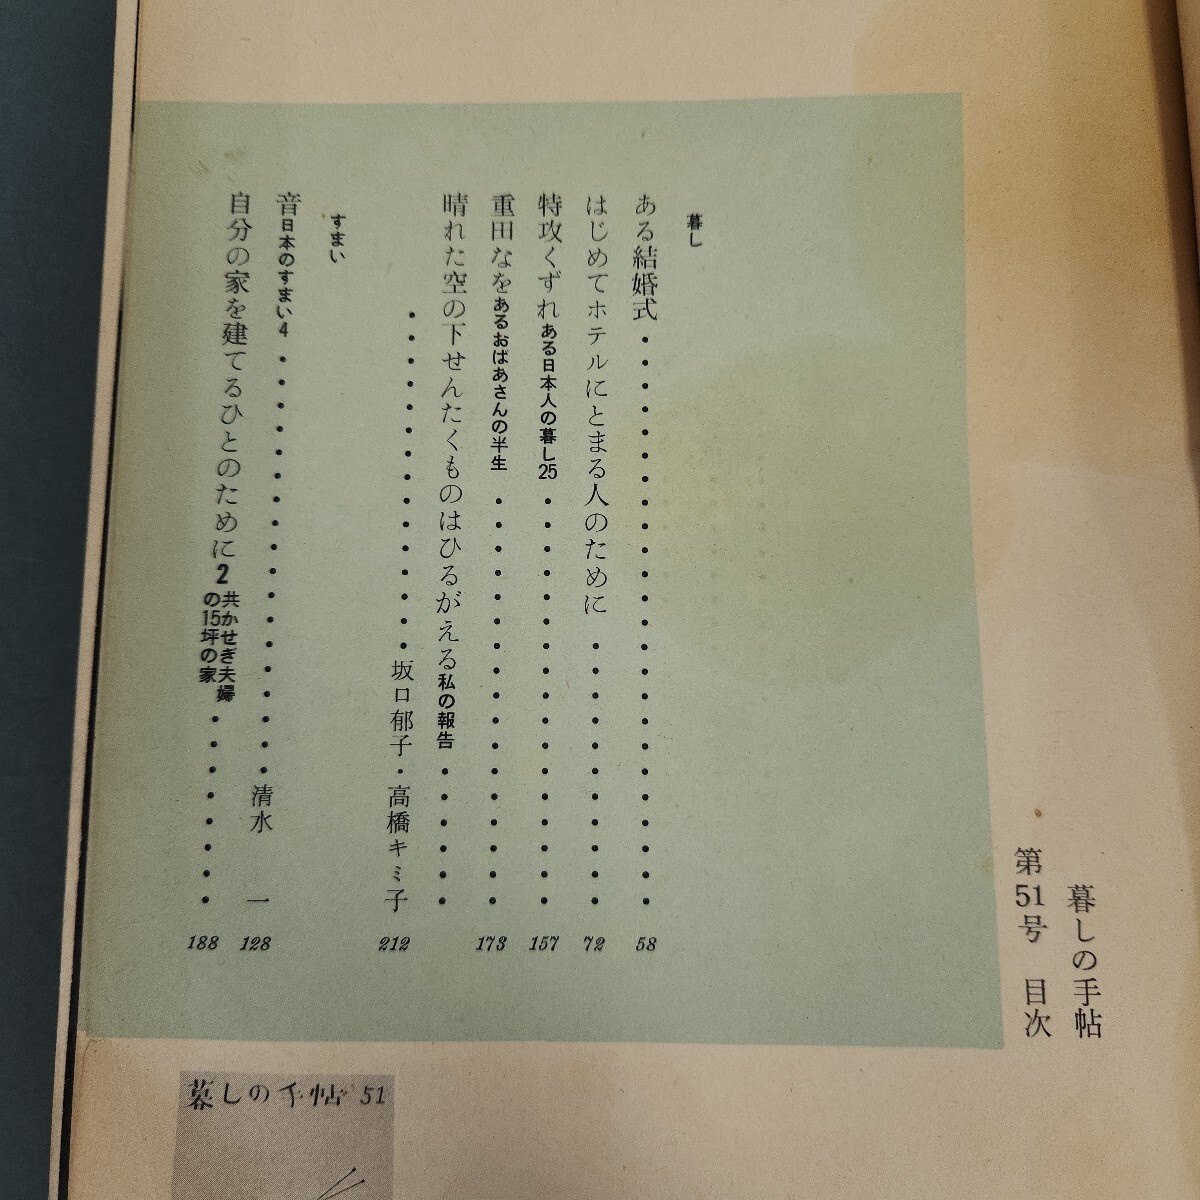 暮しの手帖
第51号 目次
暮し
ある結婚式・・・・・・・・・・・・・・・・・・・・・・・58
はじめてホテルにとまる人のために・・・・・・・・・・・72
特攻くずれ ある日本人の暮し25・・・・・・・・・・・・・・・・・157
重田なを あるおばあさんの半生・・・・・・・・・・・・・・・・・173
晴れた空の下せんたくものはひるがえる 私の報告・・・・・・
・・・・・・・・・・・・・・・坂口郁子・高橋キミ子 212
すまい
音 日本のすまい4・・・・・・・・・・・・・・・・・・清水 一 128
自分の家を建てるひとのために2 共かせぎ夫婦
の15坪の家・・・・・・・・188
暮しの手帖 51